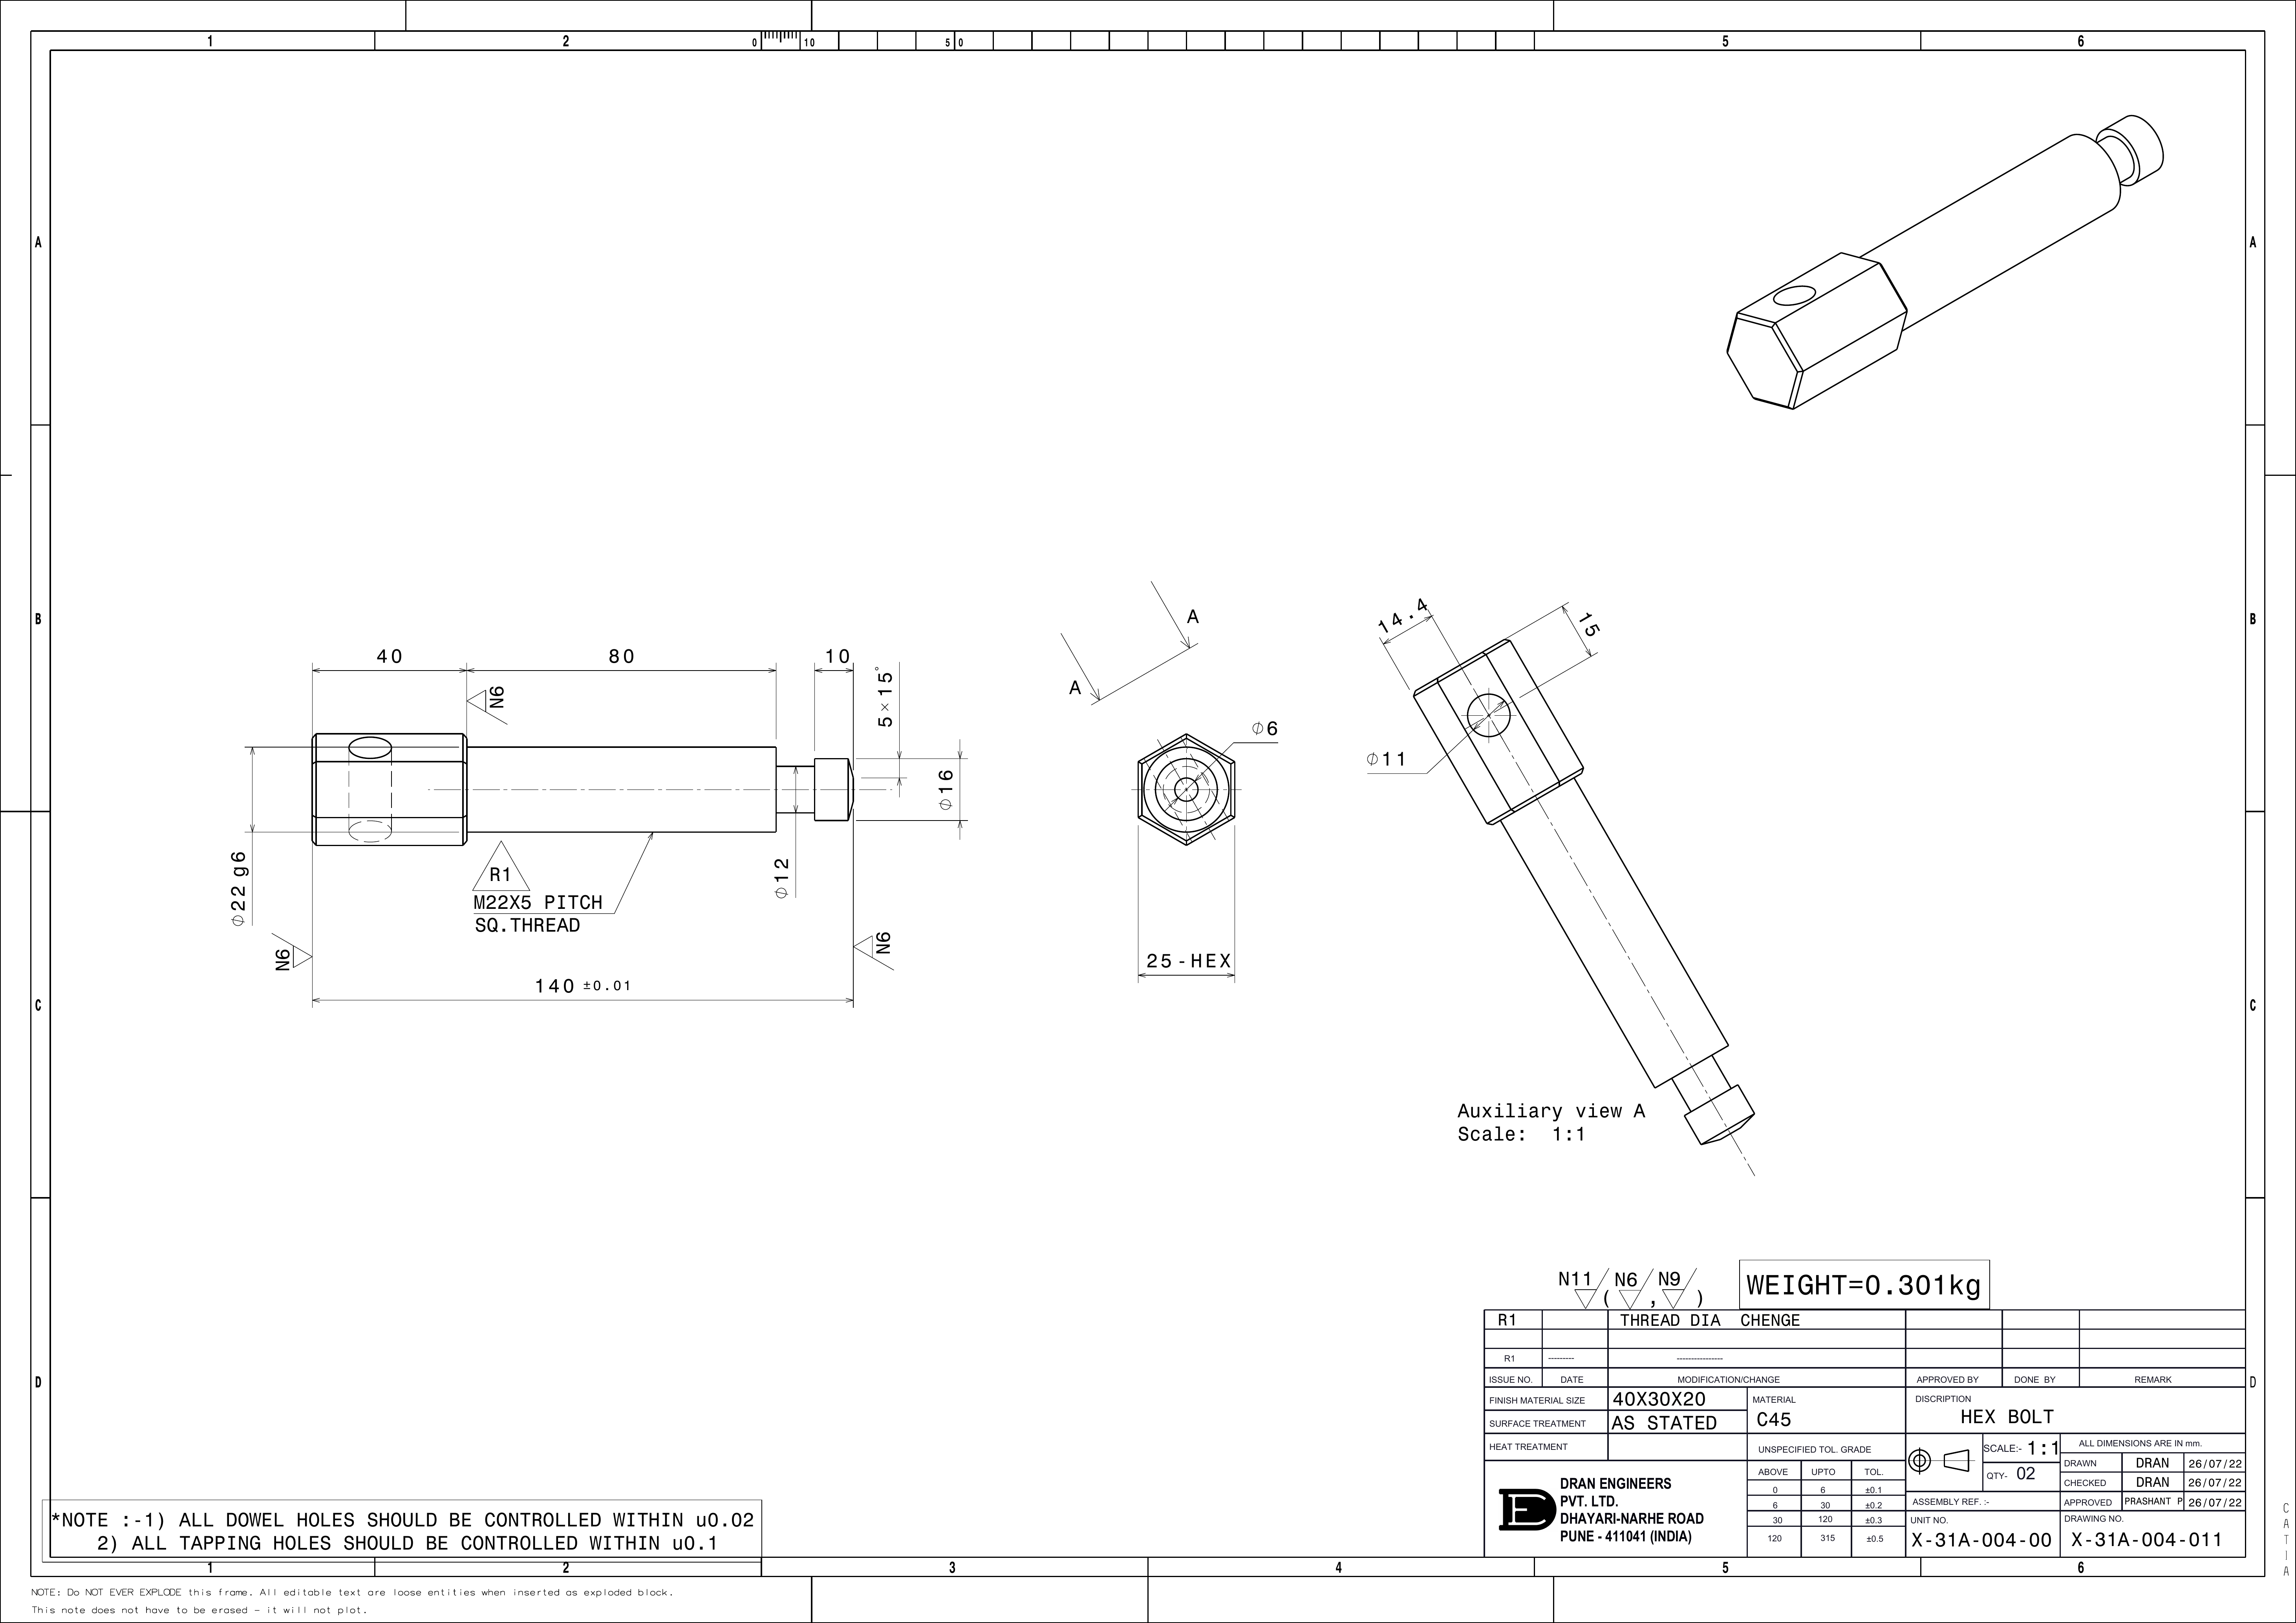 1 2 0 10 50 5 6
A A
B B
C C
D D
40 80 10
5×15°
N6
Ø16
Ø22 g6
Ø12
R1
M22X5 PITCH
SQ.THREAD
N6
N6
140 ±0.01
A
A
Ø6
25-HEX
14.4
15
Ø11
Auxiliary view A
Scale: 1:1
N11 ( N6 , N9 )
WEIGHT=0.301kg
R1 THREAD DIA CHENGE
R1 --------- ----------------
ISSUE NO. DATE MODIFICATION/CHANGE APPROVED BY DONE BY REMARK
FINISH MATERIAL SIZE 40X30X20 MATERIAL C45
SURFACE TREATMENT AS STATED
HEAT TREATMENT
DISCRIPTION
HEX BOLT
UNSPECIFIED TOL. GRADE
ABOVE UPTO TOL.
0 6 ±0.1
6 30 ±0.2
30 120 ±0.3
120 315 ±0.5
SCALE:- 1:1
QTY- 02
ALL DIMENSIONS ARE IN mm.
DRAWN DRAN 26/07/22
CHECKED DRAN 26/07/22
APPROVED PRASHANT P 26/07/22
ASSEMBLY REF. :-
UNIT NO.
X-31A-004-00
DRAWING NO.
X-31A-004-011
DE
DRAN ENGINEERS
PVT. LTD.
DHAYARI-NARHE ROAD
PUNE - 411041 (INDIA)
*NOTE :-1) ALL DOWEL HOLES SHOULD BE CONTROLLED WITHIN u0.02
2) ALL TAPPING HOLES SHOULD BE CONTROLLED WITHIN u0.1
1 2 3 4 5 6
CATIA
NOTE: Do NOT EVER EXPLODE this frame. All editable text are loose entities when inserted as exploded block.
This note does not have to be erased - it will not plot.